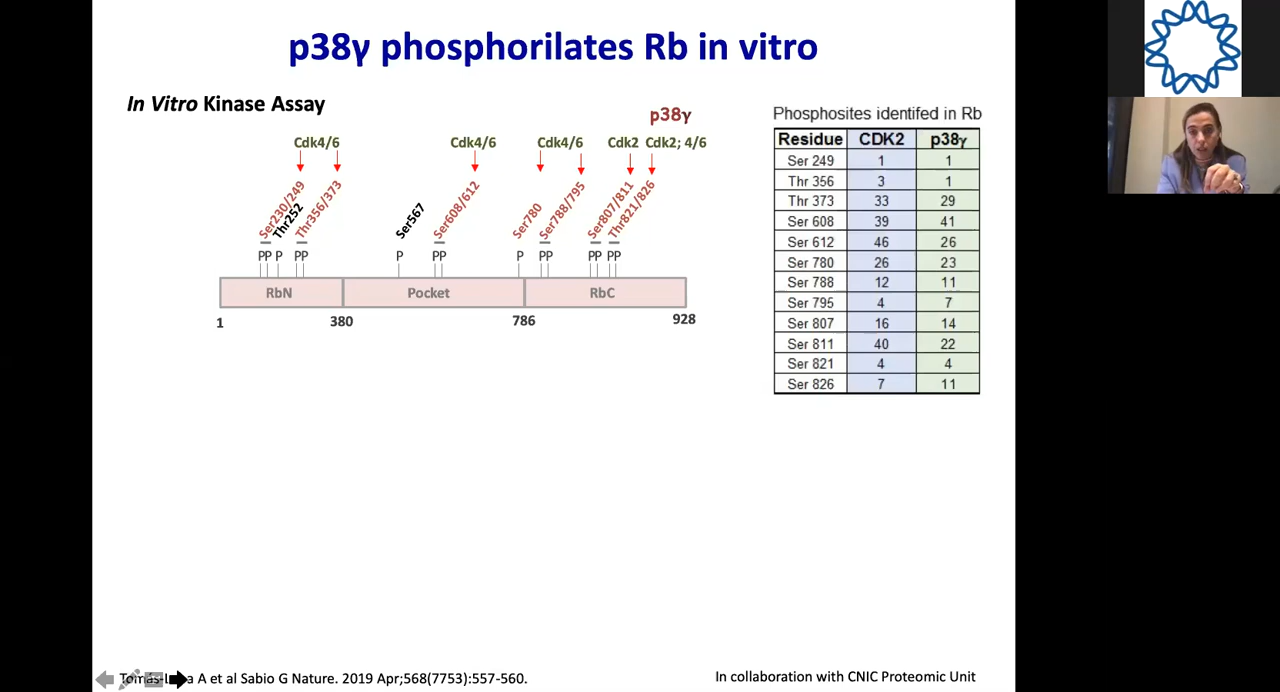 p38γ phosphorilates Rb in vitro
In Vitro Kinase Assay
p38γ
Cdk4/6 Cdk4/6 Cdk4/6 Cdk2 Cdk2; 4/6
Ser230/249 Thr252 Thr356/373 Ser567 Ser608/612 Ser780 Ser788/795 Ser807/811 Thr821/826
PP P PP P PP P PP PP PP
RbN Pocket RbC
1 380 786 928
Phosphosites identifed in Rb
Residue CDK2 p38γ
Ser 249 1 1
Thr 356 3 1
Thr 373 33 29
Ser 608 39 41
Ser 612 46 26
Ser 780 26 23
Ser 788 12 11
Ser 795 4 7
Ser 807 16 14
Ser 811 40 22
Ser 821 4 4
Ser 826 7 11
A et al Sabio G Nature. 2019 Apr;568(7753):557-560.
In collaboration with CNIC Proteomic Unit